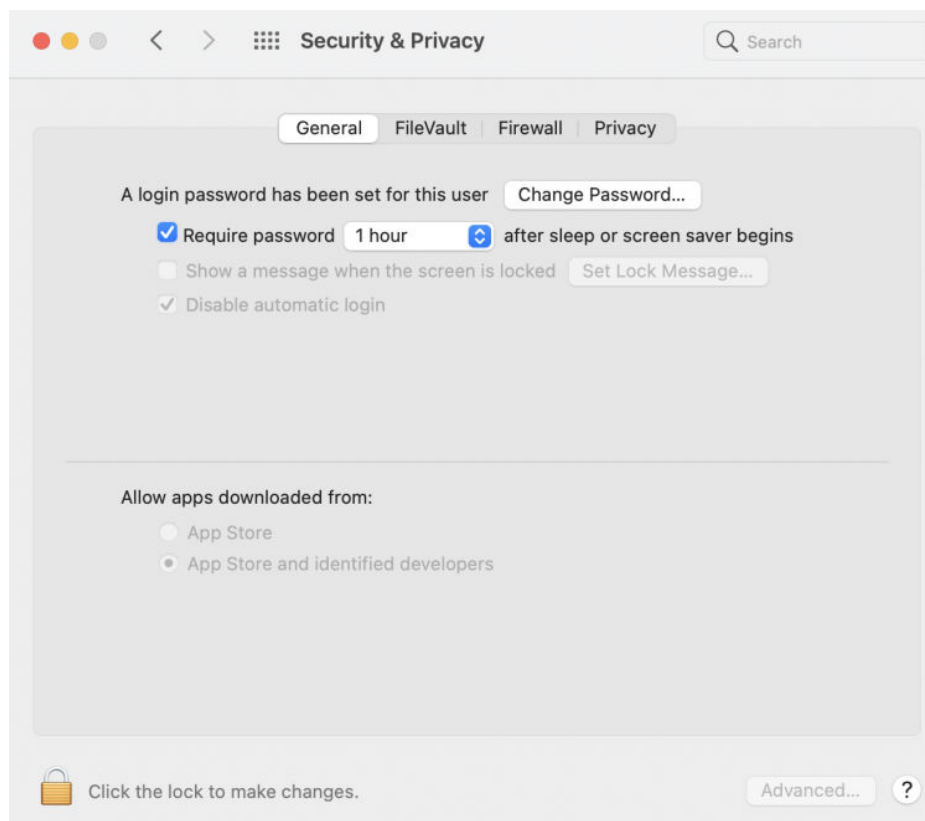 Security & Privacy
Search
General FileVault Firewall Privacy
A login password has been set for this user Change Password...
Require password 1 hour after sleep or screen saver begins
Show a message when the screen is locked Set Lock Message...
Disable automatic login
Allow apps downloaded from:
App Store
App Store and identified developers
Click the lock to make changes.
Advanced... ?